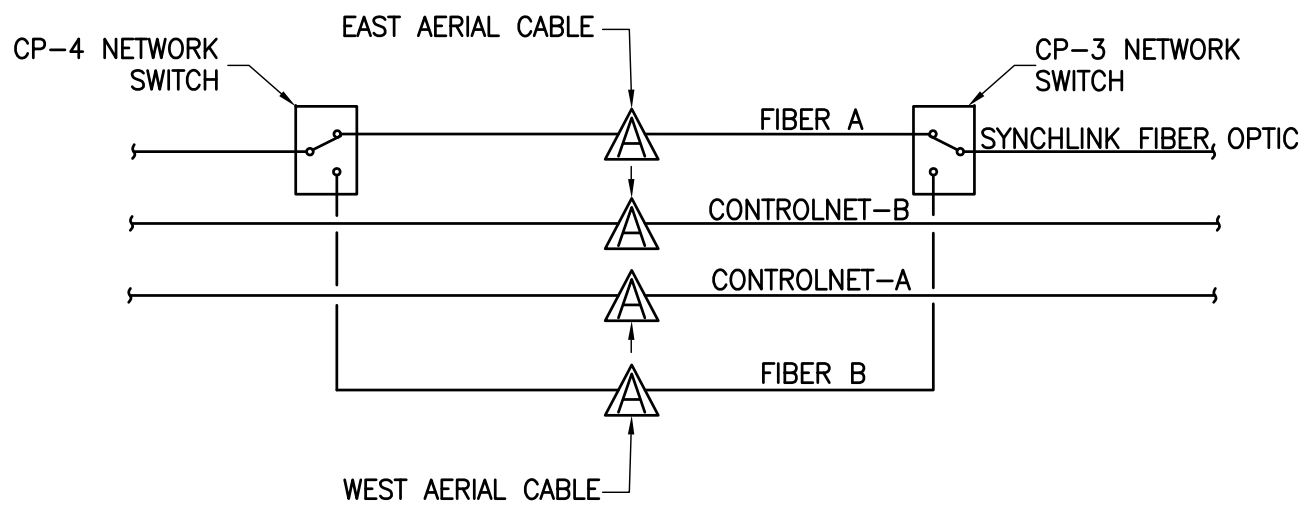 EAST AERIAL CABLE
CP-4 NETWORK
SWITCH
CP-3 NETWORK
SWITCH
FIBER A
A
SYNCHLINK FIBER OPTIC
CONTROLNET-B
A
CONTROLNET-A
A
FIBER B
A
WEST AERIAL CABLE